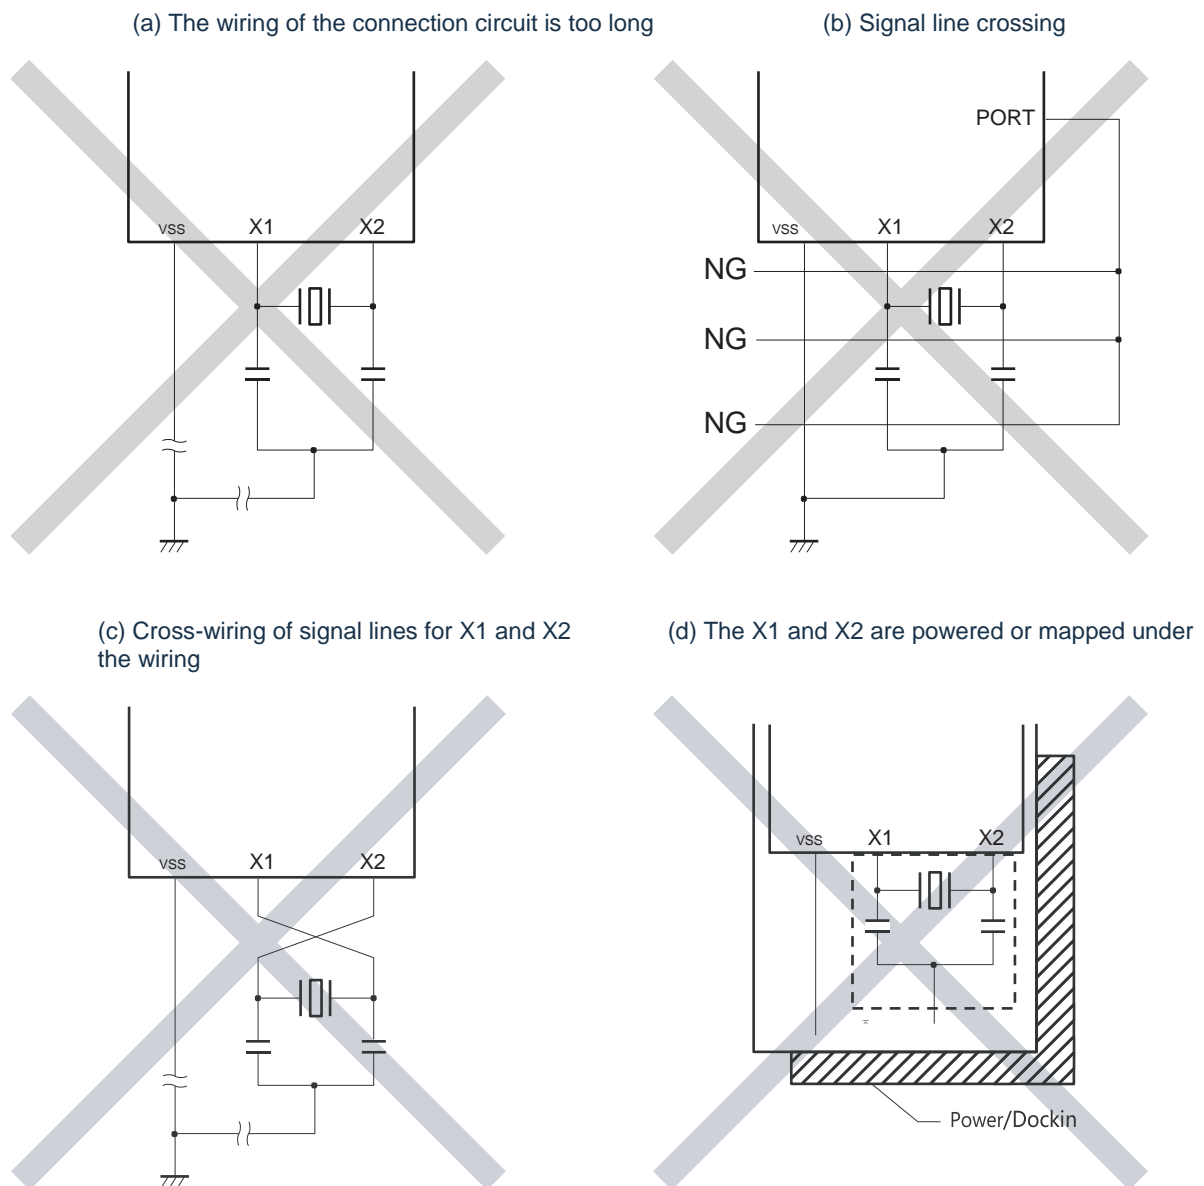 (a) The wiring of the connection circuit is too long
(b) Signal line crossing
PORT
VSS X1 X2
VSS X1 X2
NG
NG
NG
(c) Cross-wiring of signal lines for X1 and X2
the wiring
(d) The X1 and X2 are powered or mapped under
VSS X1 X2
VSS X1 X2
Power/Dockin